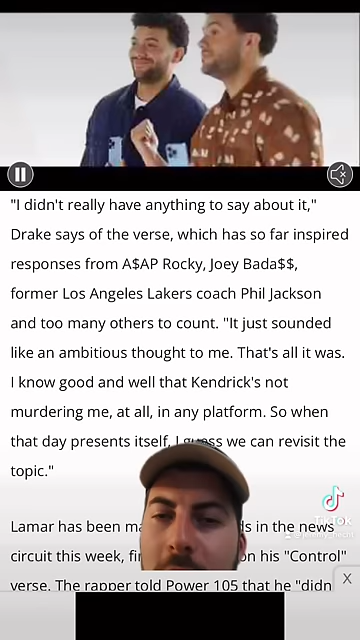 "I didn't really have anything to say about it,"
Drake says of the verse, which has so far inspired
responses from A$AP Rocky, Joey Bada$$,
former Los Angeles Lakers coach Phil Jackson
and too many others to count. "It just sounded
like an ambitious thought to me. That's all it was.
I know good and well that Kendrick's not
murdering me, at all, in any platform. So when
that day presents itself, I guess we can revisit the
topic."
TikTok
@jeremy_hecht
Lamar has been ds in the news
circuit this week, on his "Control"
X
verse. The rapper told Power 105 that he "didn